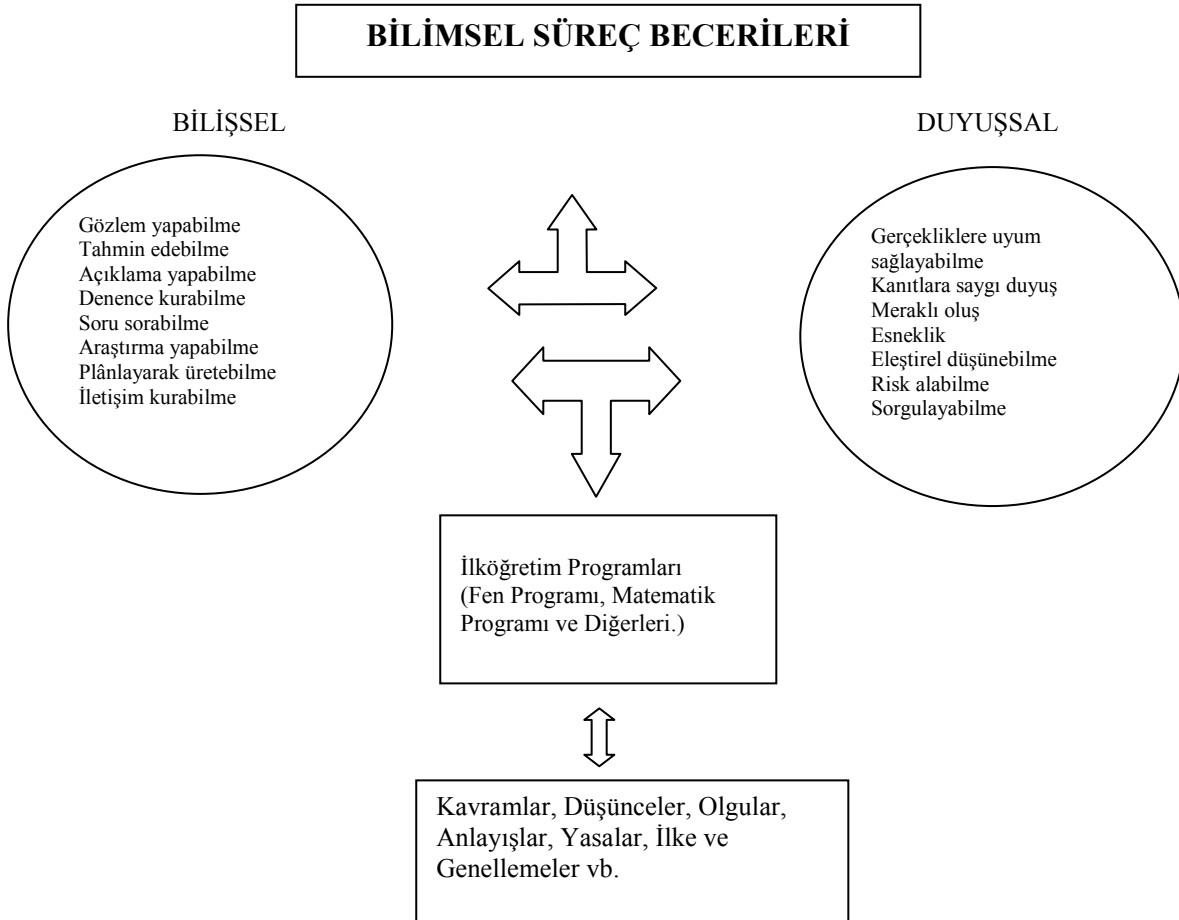 BİLİMSEL SÜREÇ BECERİLERİ
BİLİŞSEL
Gözlem yapabilme
Tahmin edebilme
Açıklama yapabilme
Denence kurabilme
Soru sorabilme
Araştırma yapabilme
Plânlayarak üretebilme
İletişim kurabilme
DUYUŞSAL
Gerçekliklere uyum
sağlayabilme
Kanıtlara saygı duyuş
Meraklı oluş
Esneklik
Eleştirel düşünebilme
Risk alabilme
Sorgulayabilme
İlköğretim Programları
(Fen Programı, Matematik
Programı ve Diğerleri.)
Kavramlar, Düşünceler, Olgular,
Anlayışlar, Yasalar, İlke ve
Genellemeler vb.